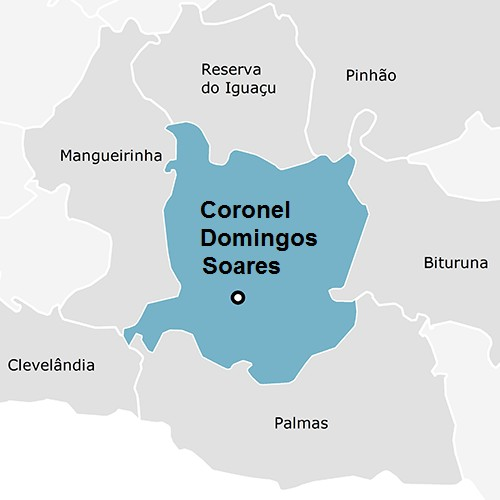 Reserva
do Iguaçu
Pinhão
Mangueirinha
Coronel
Domingos
Soares
Bituruna
Clevelândia
Palmas